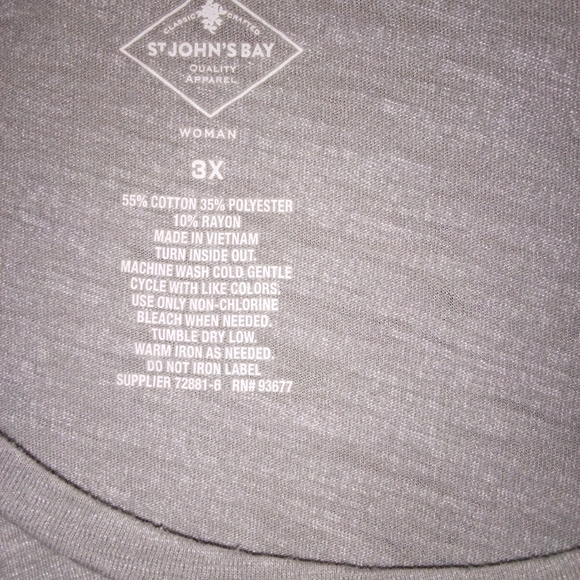 CLASSIC CRAFTED
ST JOHN'S BAY
QUALITY
APPAREL
WOMAN
3X
55% COTTON 35% POLYESTER
10% RAYON
MADE IN VIETNAM
TURN INSIDE OUT.
MACHINE WASH COLD GENTLE
CYCLE WITH LIKE COLORS.
USE ONLY NON-CHLORINE
BLEACH WHEN NEEDED.
TUMBLE DRY LOW.
WARM IRON AS NEEDED.
DO NOT IRON LABEL
SUPPLIER 72881-6 RN# 93677